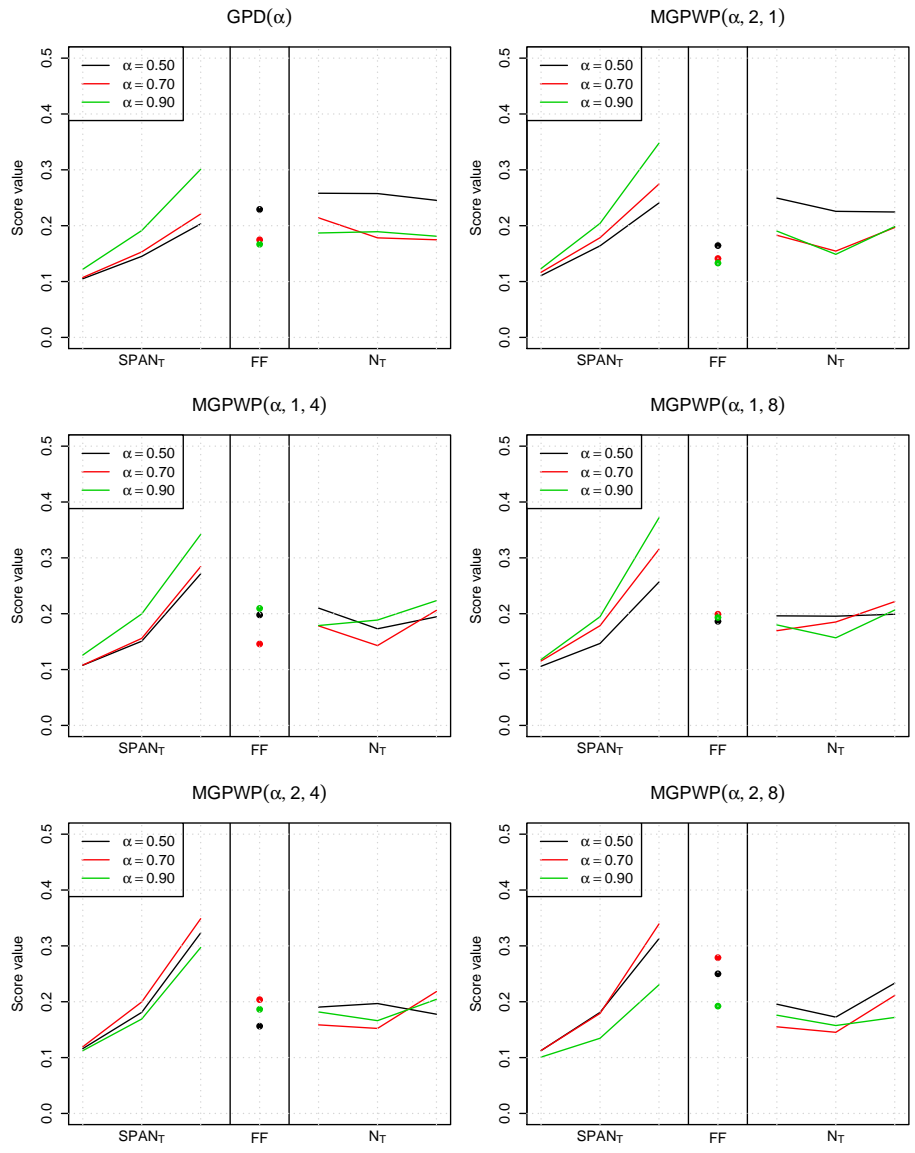 GPD(α)
Score value
0.0 0.1 0.2 0.3 0.4 0.5
α = 0.50
α = 0.70
α = 0.90
SPAN_T FF N_T
MGPWP(α, 2, 1)
Score value
0.0 0.1 0.2 0.3 0.4 0.5
α = 0.50
α = 0.70
α = 0.90
SPAN_T FF N_T
MGPWP(α, 1, 4)
Score value
0.0 0.1 0.2 0.3 0.4 0.5
α = 0.50
α = 0.70
α = 0.90
SPAN_T FF N_T
MGPWP(α, 1, 8)
Score value
0.0 0.1 0.2 0.3 0.4 0.5
α = 0.50
α = 0.70
α = 0.90
SPAN_T FF N_T
MGPWP(α, 2, 4)
Score value
0.0 0.1 0.2 0.3 0.4 0.5
α = 0.50
α = 0.70
α = 0.90
SPAN_T FF N_T
MGPWP(α, 2, 8)
Score value
0.0 0.1 0.2 0.3 0.4 0.5
α = 0.50
α = 0.70
α = 0.90
SPAN_T FF N_T